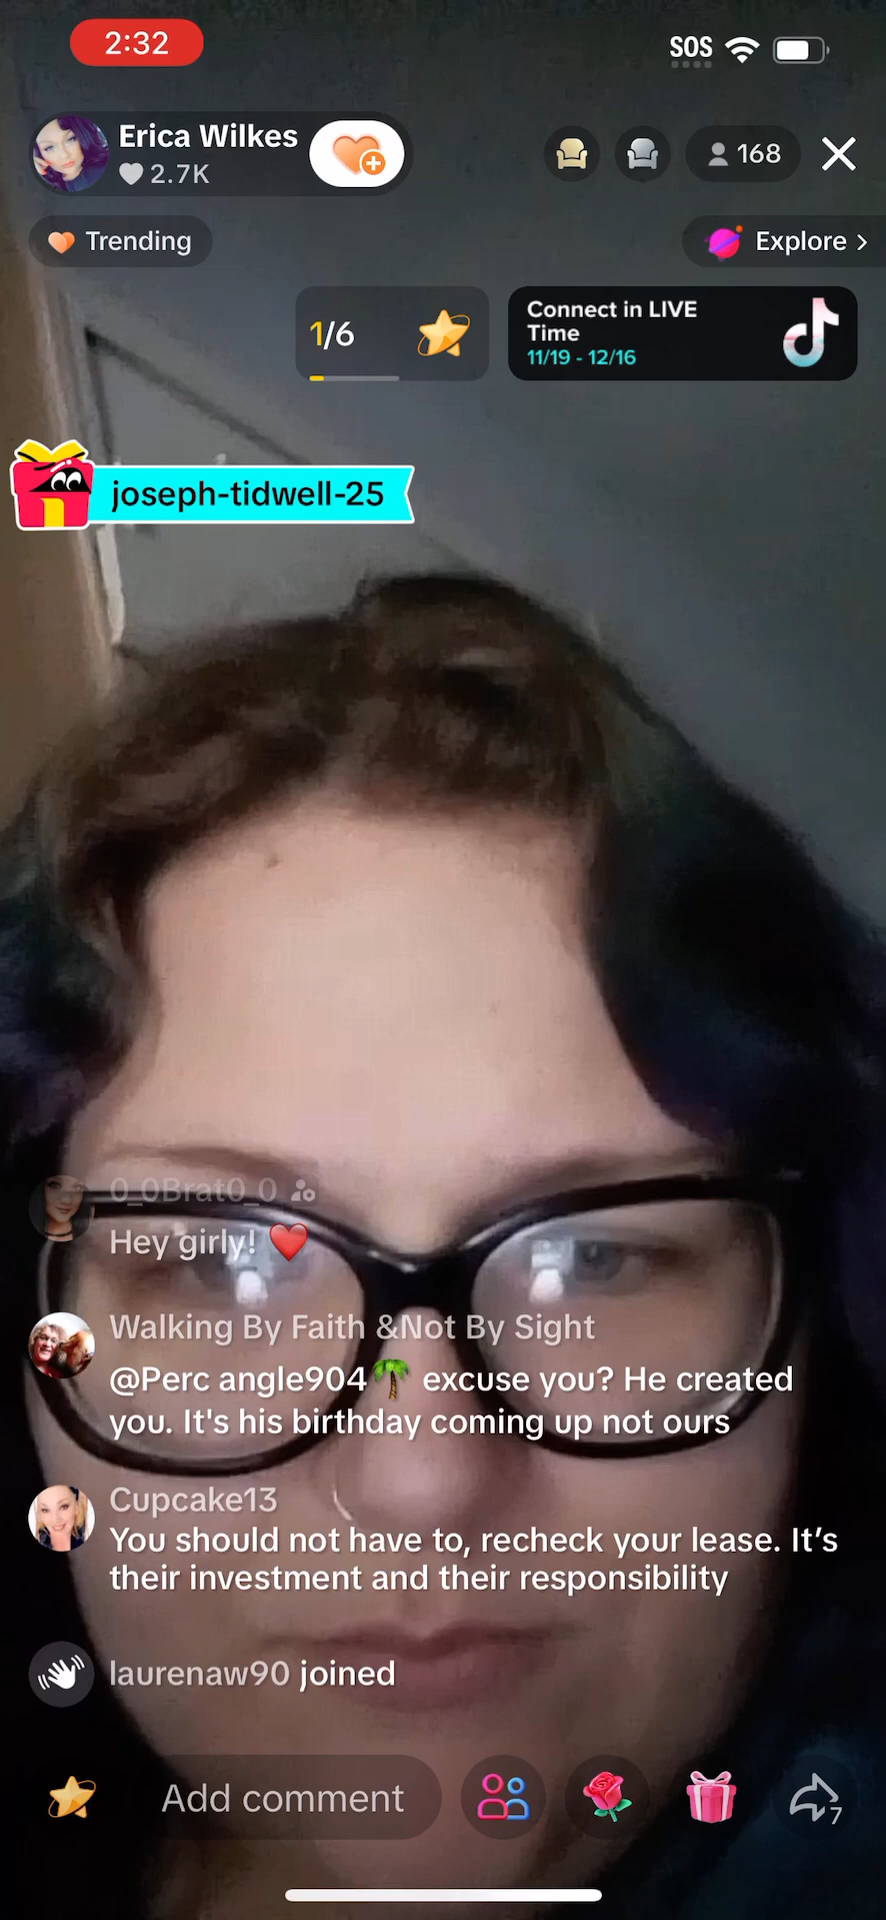 2:32
SOS
Erica Wilkes
2.7K
168
Trending
Explore >
1/6
Connect in LIVE
Time
11/19 - 12/16
joseph-tidwell-25
0_0Brat0_0
Hey girly! ❤️
Walking By Faith &Not By Sight
@Perc angle904🌴 excuse you? He created
you. It's his birthday coming up not ours
Cupcake13
You should not have to, recheck your lease. It’s
their investment and their responsibility
laurenaw90 joined
Add comment
7